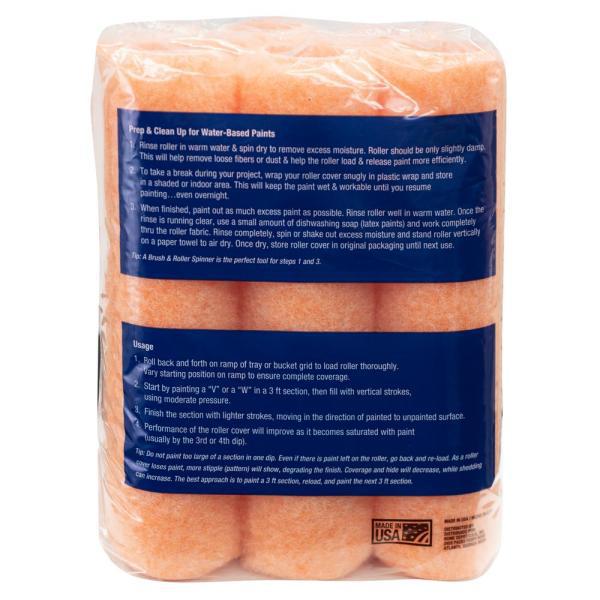 Prep & Clean Up for Water-Based Paints
1. Rinse roller in warm water & spin dry to remove excess moisture. Roller should be only slightly damp.
This will help remove loose fibers or dust & help the roller load & release paint more efficiently.
2. To take a break during your project, wrap your roller cover snugly in plastic wrap and store
in a shaded or indoor area. This will keep the paint wet & workable until you resume
painting…even overnight.
3. When finished, paint out as much excess paint as possible. Rinse roller well in warm water. Once the
rinse is running clear, use a small amount of dishwashing soap (latex paints) and work completely
thru the roller fabric. Rinse completely, spin or shake out excess moisture and stand roller vertically
on a paper towel to air dry. Once dry, store roller cover in original packaging until next use.
Tip: A Brush & Roller Spinner is the perfect tool for steps 1 and 3.
Usage
1. Roll back and forth on ramp of tray or bucket grid to load roller thoroughly.
Vary starting position on ramp to ensure complete coverage.
2. Start by painting a "V" or a "W" in a 3 ft section, then fill with vertical strokes,
using moderate pressure.
3. Finish the section with lighter strokes, moving in the direction of painted to unpainted surface.
4. Performance of the roller cover will improve as it becomes saturated with paint
(usually by the 3rd or 4th dip).
Tip: Do not paint too large of a section in one dip. Even if there is paint left on the roller, go back and re-load. As a roller
cover loses paint, more stipple (pattern) will show, degrading the finish. Coverage and hide will decrease, while shedding
can increase. The best approach is to paint a 3 ft section, reload, and paint the next 3 ft section.
MADE IN
USA
MADE IN USA
DISTRIBUTED BY
HOME DEPOT
ATLANTA,